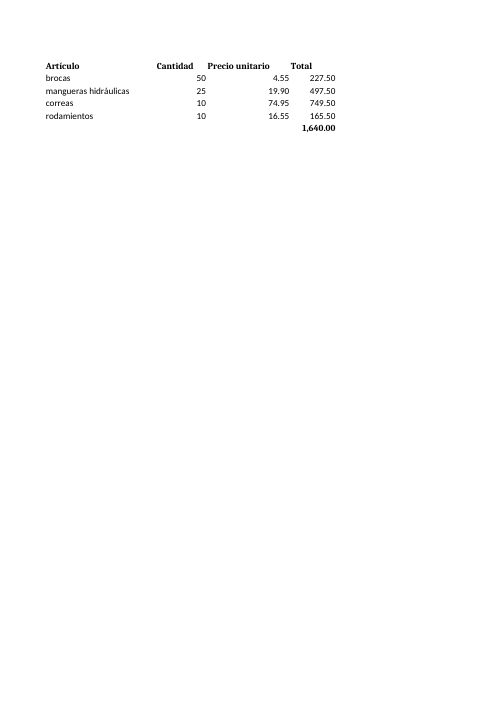 Artículo Cantidad Precio unitario Total
brocas 50 4.55 227.50
mangueras hidráulicas 25 19.90 497.50
correas 10 74.95 749.50
rodamientos 10 16.55 165.50
1,640.00